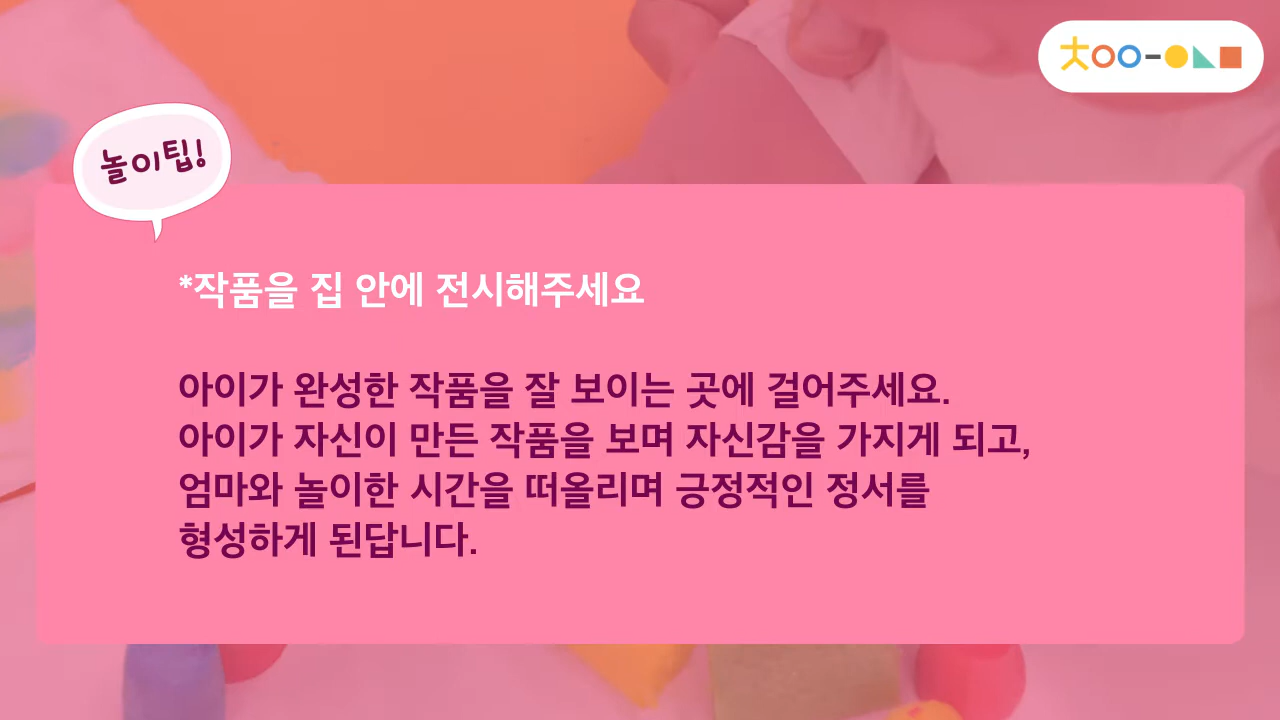 놀이팁!
*작품을 집 안에 전시해주세요
아이가 완성한 작품을 잘 보이는 곳에 걸어주세요.
아이가 자신이 만든 작품을 보며 자신감을 가지게 되고,
엄마와 놀이한 시간을 떠올리며 긍정적인 정서를
형성하게 된답니다.